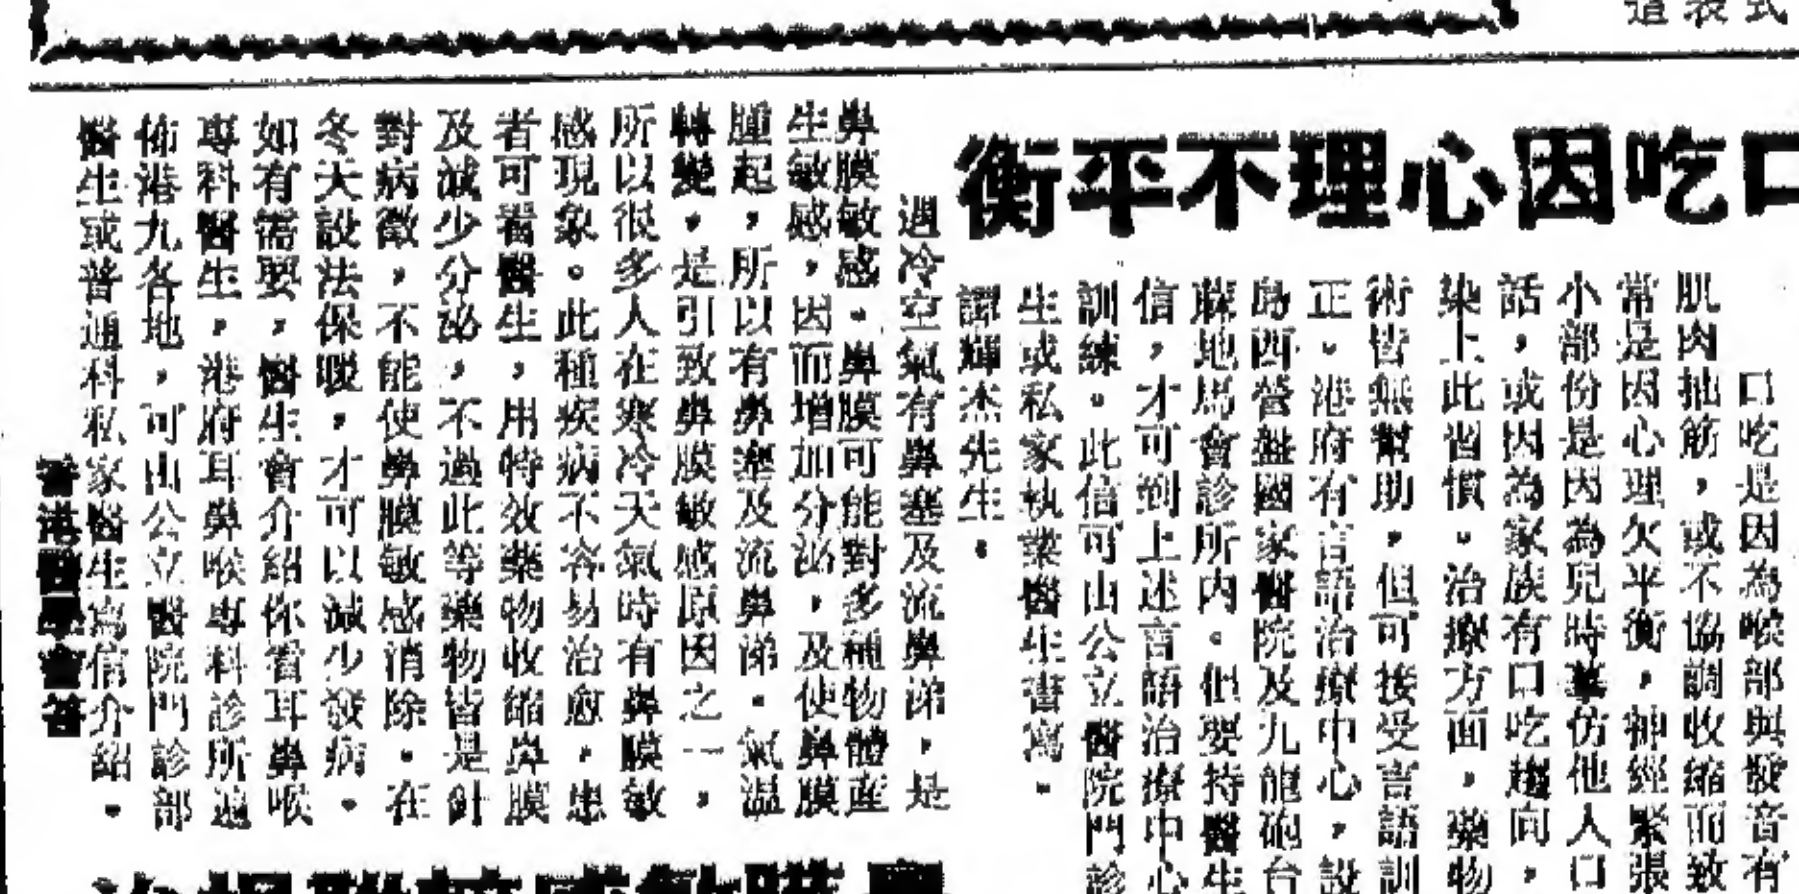 口吃因心理不平衡
口吃是因為喉部與發音有
肌肉抽筋，或不協調收縮而致
常是因心理欠平衡，神經緊張
小部份是因為兒時摹仿他人口
話，或因為家族有口吃趨向，
染上此習慣。治療方面，藥物
術皆無幫助，但可接受言語訓
正。港府有言語治療中心，設
島西營盤國家醫院及九龍砲台
蔴地馬會診所內。但要持醫生
信，才可到上述言語治療中心
訓練。此信可由公立醫院門診
生或私家執業醫生書寫。
譚輝杰先生：
遇冷空氣有鼻塞及流鼻涕，是
鼻膜敏感。鼻膜可能對多種物體產
生敏感，因而增加分泌，及使鼻膜
腫起，所以有鼻塞及流鼻涕。氣温
轉變，是引致鼻膜敏感原因之一，
所以很多人在寒冷天氣時有鼻膜敏
感現象。此種疾病不容易治愈，患
者可看醫生，用特效藥物收縮鼻膜
及減少分泌，不過此等藥物皆是針
對病徵，不能使鼻膜敏感消除。在
冬天設法保暖，才可以減少發病。
如有需要，醫生會介紹你看耳鼻喉
專科醫生，港府耳鼻喉專科診所遍
佈港九各地，可由公立醫院門診部
醫生或普通科私家醫生寫信介紹。
香港醫學會答